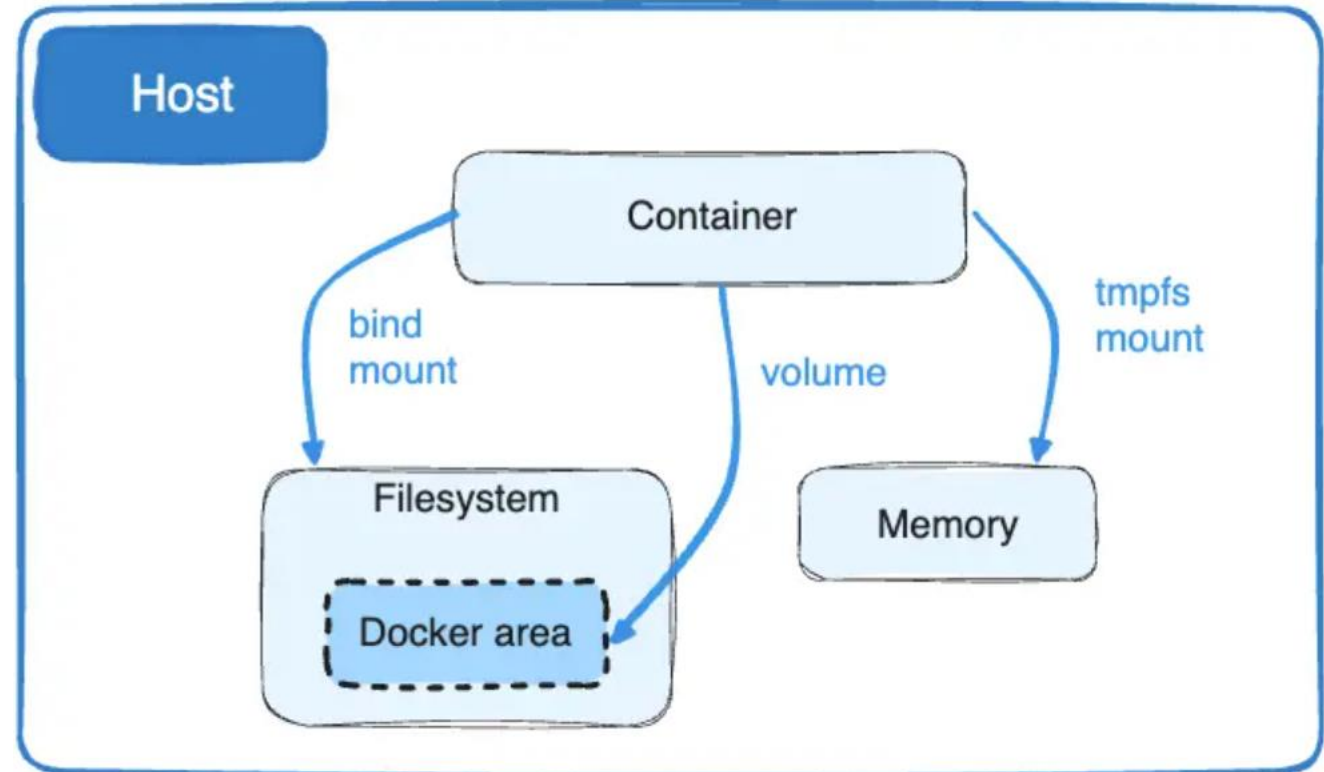 Host
Container
bind
mount
volume
tmpfs
mount
Filesystem
Docker area
Memory